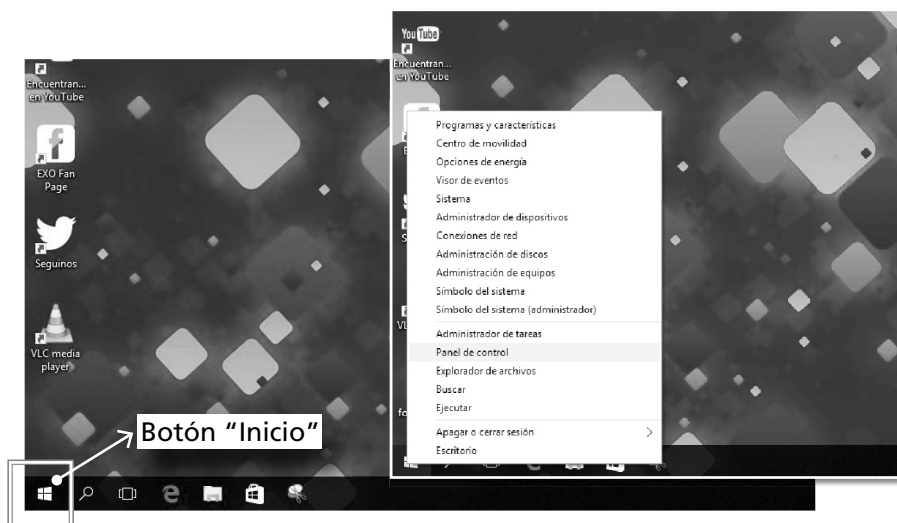 Encuentran...
en YouTube
EXO Fan
Page
Seguinos
VLC media
player
Botón “Inicio”
You Tube
Encuentran...
en YouTube
Programas y características
Centro de movilidad
Opciones de energía
Visor de eventos
Sistema
Administrador de dispositivos
Conexiones de red
Administración de discos
Administración de equipos
Símbolo del sistema
Símbolo del sistema (administrador)
Administrador de tareas
Panel de control
Explorador de archivos
Buscar
Ejecutar
Apagar o cerrar sesión
Escritorio